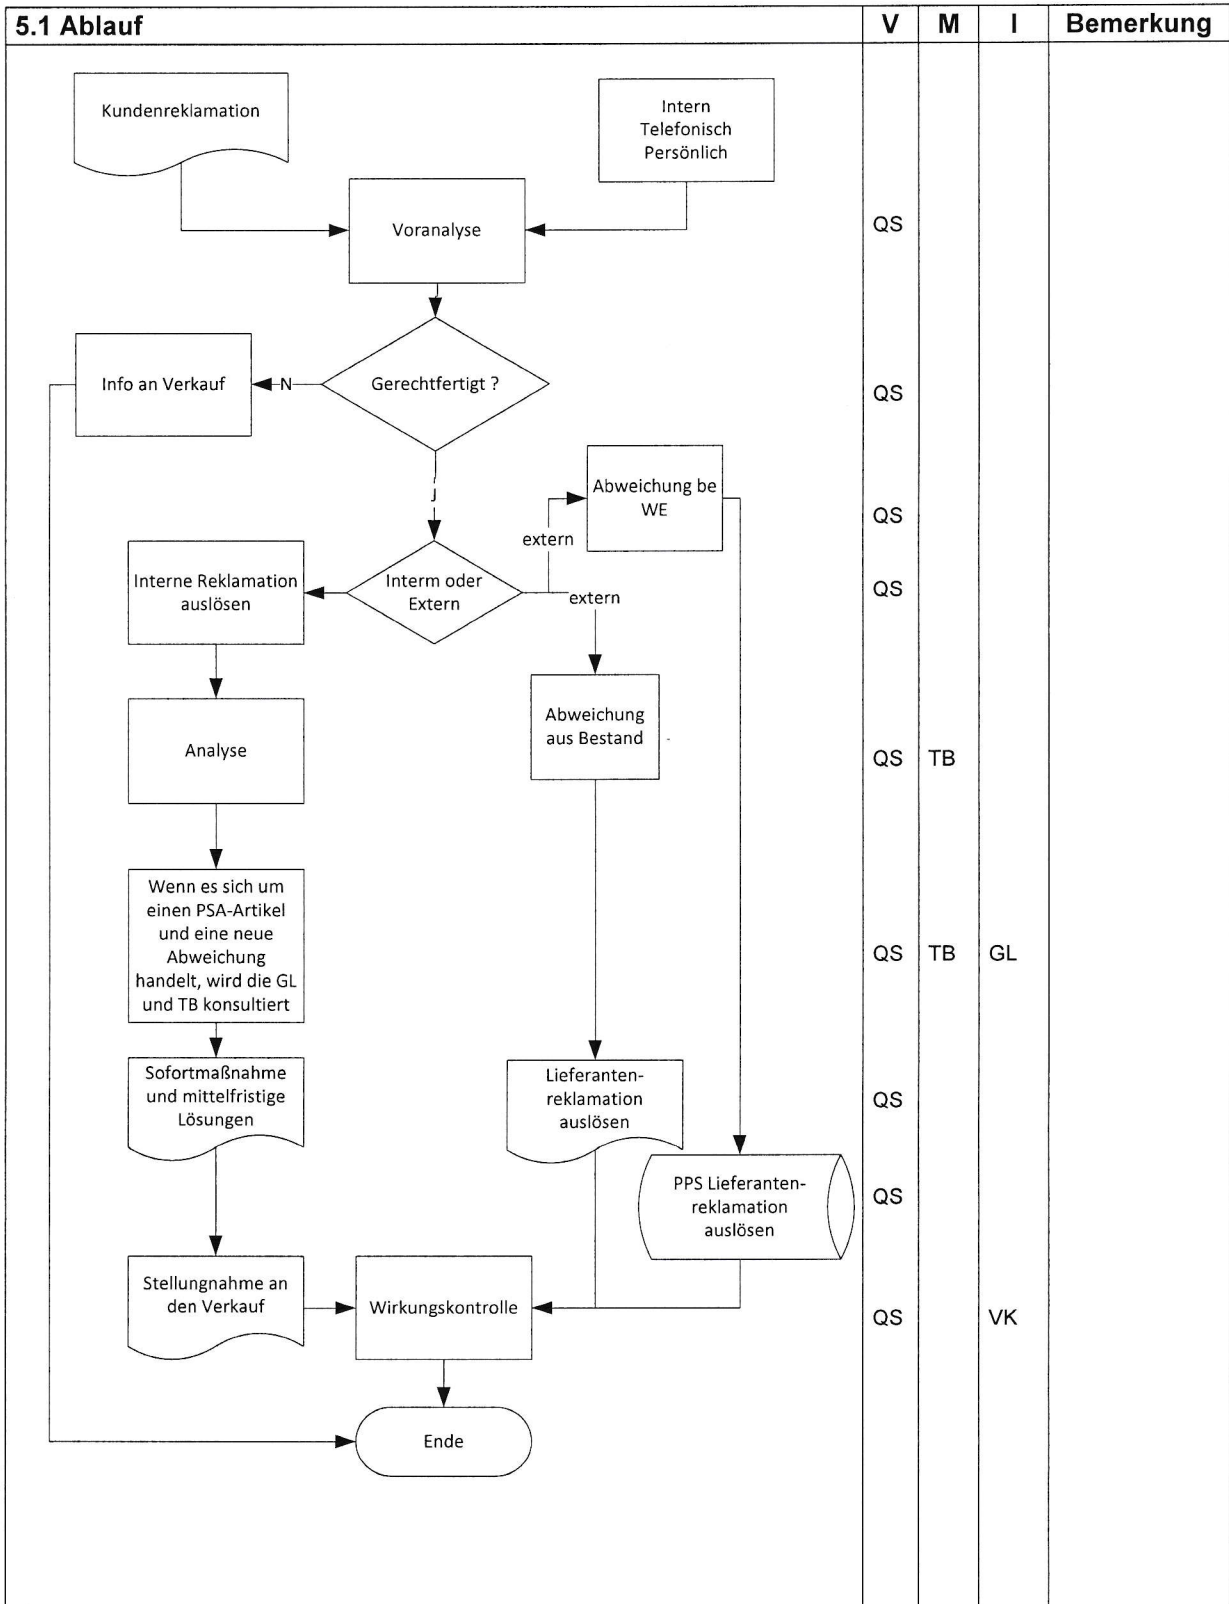 5.1 Ablauf V M I Bemerkung
Kundenreklamation
Intern
Telefonisch
Persönlich
Voranalyse QS
Info an Verkauf
N
Gerechtfertigt ? QS
J
Abweichung be
WE
QS
extern
Interne Reklamation
auslösen
Interm oder
Extern
extern
QS
Abweichung
aus Bestand
Analyse
QS TB
Wenn es sich um
einen PSA-Artikel
und eine neue
Abweichung
handelt, wird die GL
und TB konsultiert
QS TB GL
Sofortmaßnahme
und mittelfristige
Lösungen
Lieferanten-
reklamation
auslösen
QS
PPS Lieferanten-
reklamation
auslösen
QS
Stellungnahme an
den Verkauf
Wirkungskontrolle
QS VK
Ende